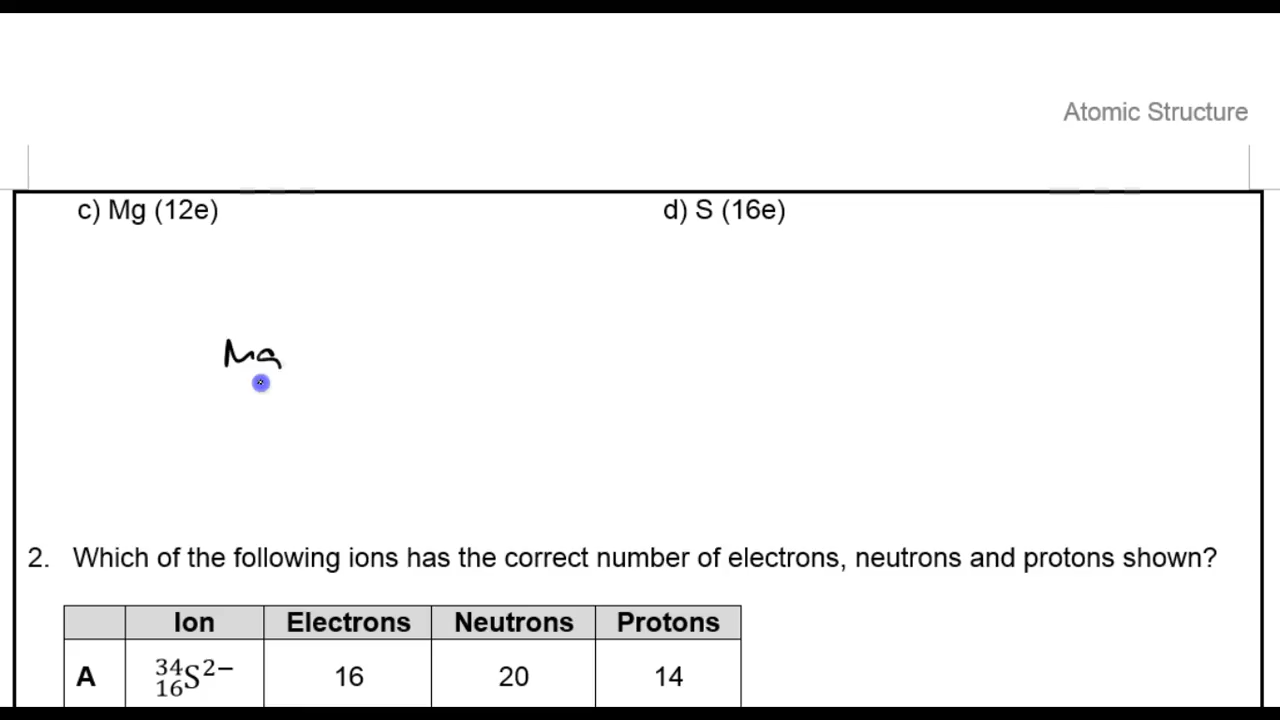 Atomic Structure
c) Mg (12e) d) S (16e)
Mg
2. Which of the following ions has the correct number of electrons, neutrons and protons shown?
Ion Electrons Neutrons Protons
A ³⁴₁₆S²⁻ 16 20 14